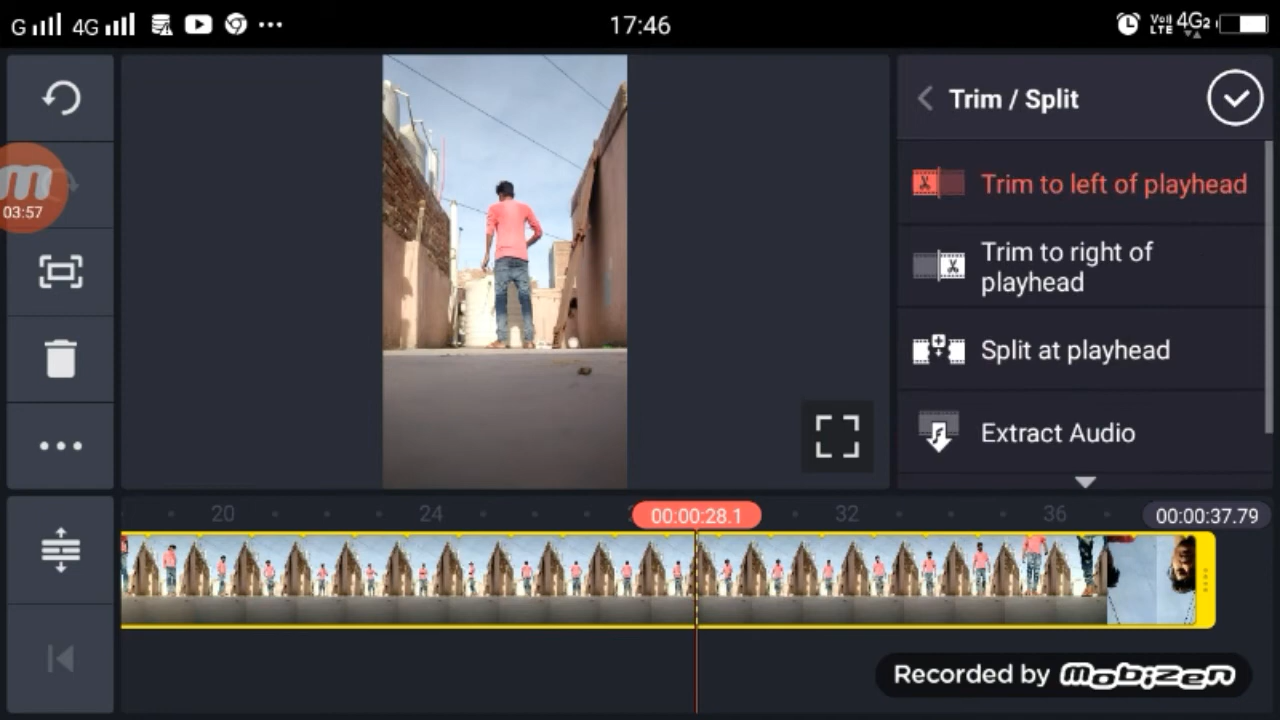 G 4G 17:46 VoII LTE 4G2
Trim / Split
m
03:57
Trim to left of playhead
Trim to right of
playhead
Split at playhead
Extract Audio
20 24 00:00:28.1 32 36 00:00:37.79
Recorded by mobizen